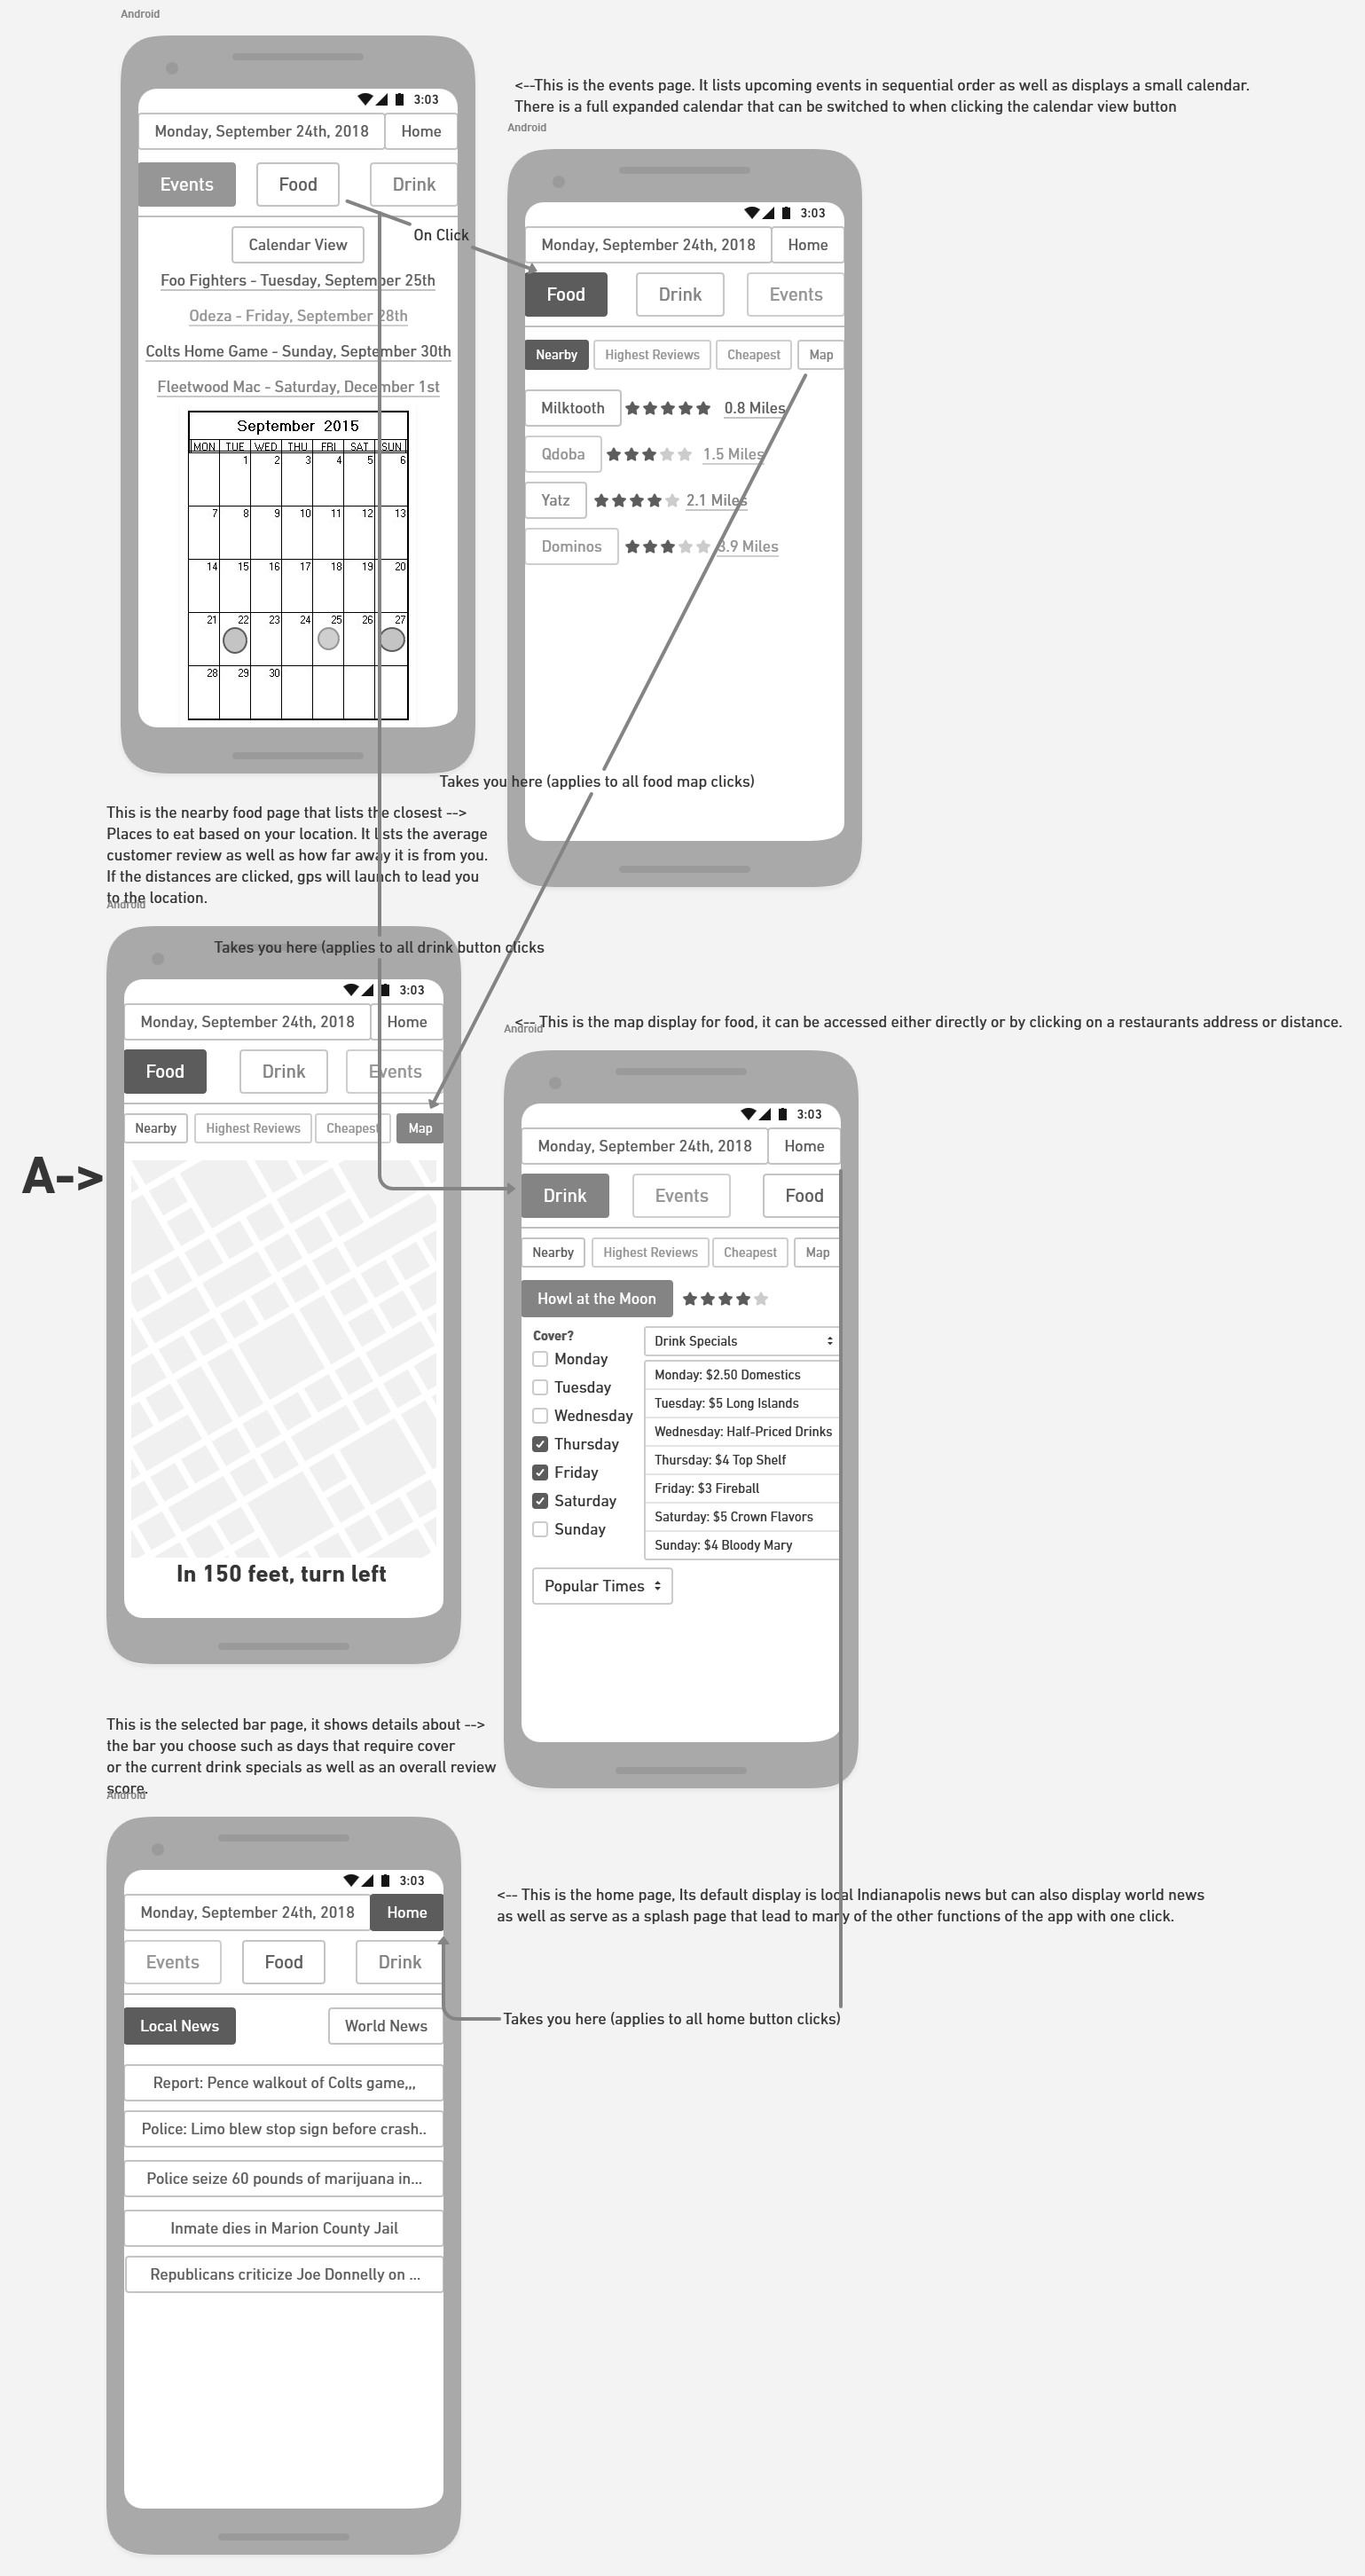 Android
3:03
Monday, September 24th, 2018 Home
Events Food Drink
On Click
Calendar View
Foo Fighters - Tuesday, September 25th
Odeza - Friday, September 28th
Colts Home Game - Sunday, September 30th
Fleetwood Mac - Saturday, December 1st
September 2015
MON TUE WED THU FRI SAT SUN
1 2 3 4 5 6
7 8 9 10 11 12 13
14 15 16 17 18 19 20
21 22 23 24 25 26 27
28 29 30
<--This is the events page. It lists upcoming events in sequential order as well as displays a small calendar.
There is a full expanded calendar that can be switched to when clicking the calendar view button
Android
3:03
Monday, September 24th, 2018 Home
Food Drink Events
Nearby Highest Reviews Cheapest Map
Milktooth 0.8 Miles
Qdoba 1.5 Miles
Yatz 2.1 Miles
Dominos 3.9 Miles
Takes you here (applies to all food map clicks)
This is the nearby food page that lists the closest -->
Places to eat based on your location. It lists the average
customer review as well as how far away it is from you.
If the distances are clicked, gps will launch to lead you
to the location.
Android
Takes you here (applies to all drink button clicks
3:03
Monday, September 24th, 2018 Home
Food Drink Events
Nearby Highest Reviews Cheapest Map
A->
In 150 feet, turn left
<-- This is the map display for food, it can be accessed either directly or by clicking on a restaurants address or distance.
Android
3:03
Monday, September 24th, 2018 Home
Drink Events Food
Nearby Highest Reviews Cheapest Map
Howl at the Moon
Cover?
Monday
Tuesday
Wednesday
Thursday
Friday
Saturday
Sunday
Drink Specials
Monday: $2.50 Domestics
Tuesday: $5 Long Islands
Wednesday: Half-Priced Drinks
Thursday: $4 Top Shelf
Friday: $3 Fireball
Saturday: $5 Crown Flavors
Sunday: $4 Bloody Mary
Popular Times
This is the selected bar page, it shows details about -->
the bar you choose such as days that require cover
or the current drink specials as well as an overall review
score.
Android
3:03
Monday, September 24th, 2018 Home
Events Food Drink
Local News World News
Report: Pence walkout of Colts game,,,
Police: Limo blew stop sign before crash..
Police seize 60 pounds of marijuana in...
Inmate dies in Marion County Jail
Republicans criticize Joe Donnelly on ...
<-- This is the home page, Its default display is local Indianapolis news but can also display world news
as well as serve as a splash page that lead to many of the other functions of the app with one click.
Takes you here (applies to all home button clicks)